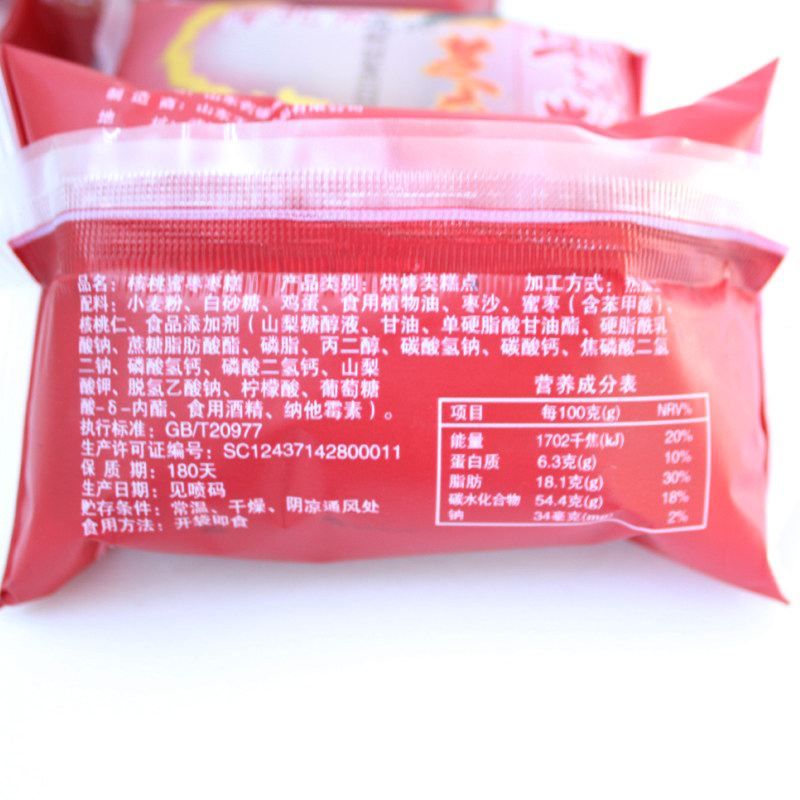 制造商：山东
地
品名：核桃蜜枣枣糕 产品类别：烘烤类糕点 加工方式：热
配料：小麦粉、白砂糖、鸡蛋、食用植物油、枣沙、蜜枣（含苯甲酸）、
核桃仁、食品添加剂（山梨糖醇液、甘油、单硬脂酸甘油酯、硬脂酰乳
酸钠、蔗糖脂肪酸酯、磷脂、丙二醇、碳酸氢钠、碳酸钙、焦磷酸二氢
二钠、磷酸氢钙、磷酸二氢钙、山梨
酸钾、脱氢乙酸钠、柠檬酸、葡萄糖
酸-δ-内酯、食用酒精、纳他霉素）。
执行标准：GB/T20977
生产许可证编号：SC12437142800011
保质期：180天
生产日期：见喷码
贮存条件：常温、干燥、阴凉通风处
食用方法：开袋即食
营养成分表
项目 每100克(g) NRV%
能量 1702千焦(kJ) 20%
蛋白质 6.3克(g) 10%
脂肪 18.1克(g) 30%
碳水化合物 54.4克(g) 18%
钠 34毫克(mg) 2%